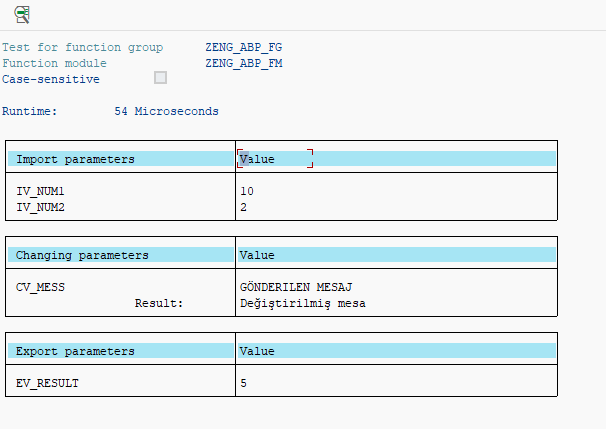 Test for function group ZENG_ABP_FG
Function module ZENG_ABP_FM
Case-sensitive
Runtime: 54 Microseconds
Import parameters Value
IV_NUM1 10
IV_NUM2 2
Changing parameters Value
CV_MESS GÖNDERILEN MESAJ
Result: Değiştirilmiş mesa
Export parameters Value
EV_RESULT 5